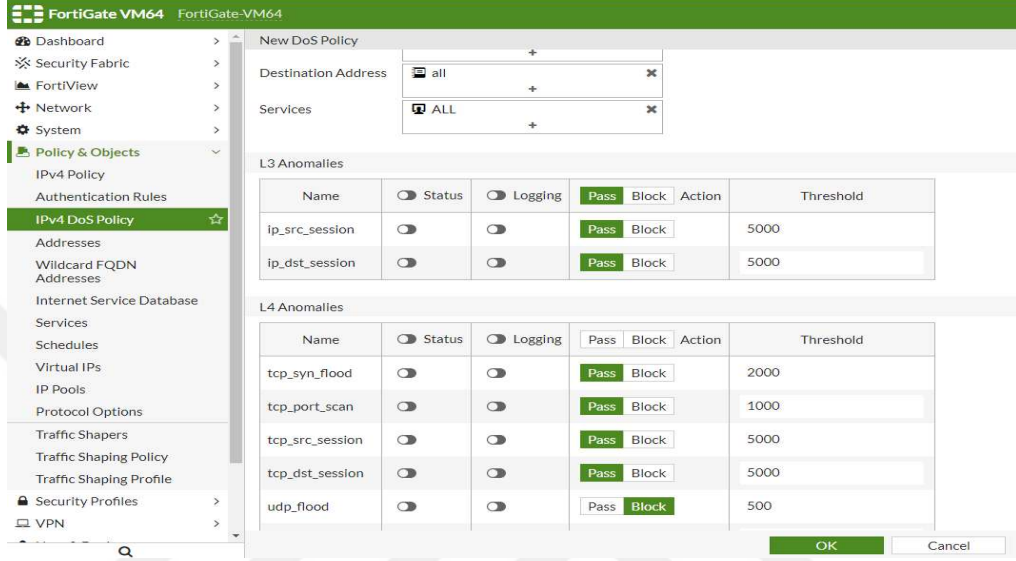 FortiGate VM64 FortiGate-VM64
Dashboard
Security Fabric
FortiView
Network
System
Policy & Objects
IPv4 Policy
Authentication Rules
IPv4 DoS Policy
Addresses
Wildcard FQDN
Addresses
Internet Service Database
Services
Schedules
Virtual IPs
IP Pools
Protocol Options
Traffic Shapers
Traffic Shaping Policy
Traffic Shaping Profile
Security Profiles
VPN
New DoS Policy
Destination Address all
Services ALL
L3 Anomalies
Name Status Logging Pass Block Action Threshold
ip_src_session Pass Block 5000
ip_dst_session Pass Block 5000
L4 Anomalies
Name Status Logging Pass Block Action Threshold
tcp_syn_flood Pass Block 2000
tcp_port_scan Pass Block 1000
tcp_src_session Pass Block 5000
tcp_dst_session Pass Block 5000
udp_flood Pass Block 500
OK Cancel